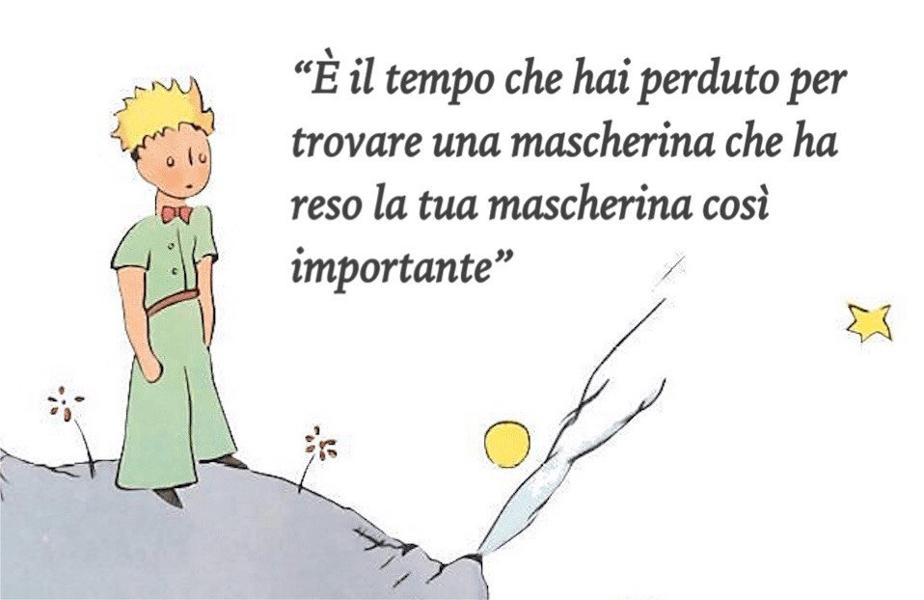 “È il tempo che hai perduto per
trovare una mascherina che ha
reso la tua mascherina così
importante”